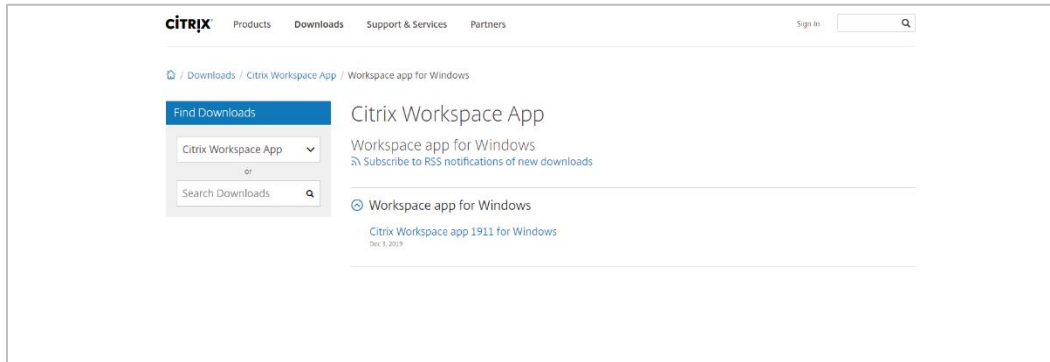 CITRIX Products Downloads Support & Services Partners Sign In
/ Downloads / Citrix Workspace App / Workspace app for Windows
Find Downloads
Citrix Workspace App
or
Search Downloads
Citrix Workspace App
Workspace app for Windows
Subscribe to RSS notifications of new downloads
Workspace app for Windows
Citrix Workspace app 1911 for Windows
Dec 3, 2019